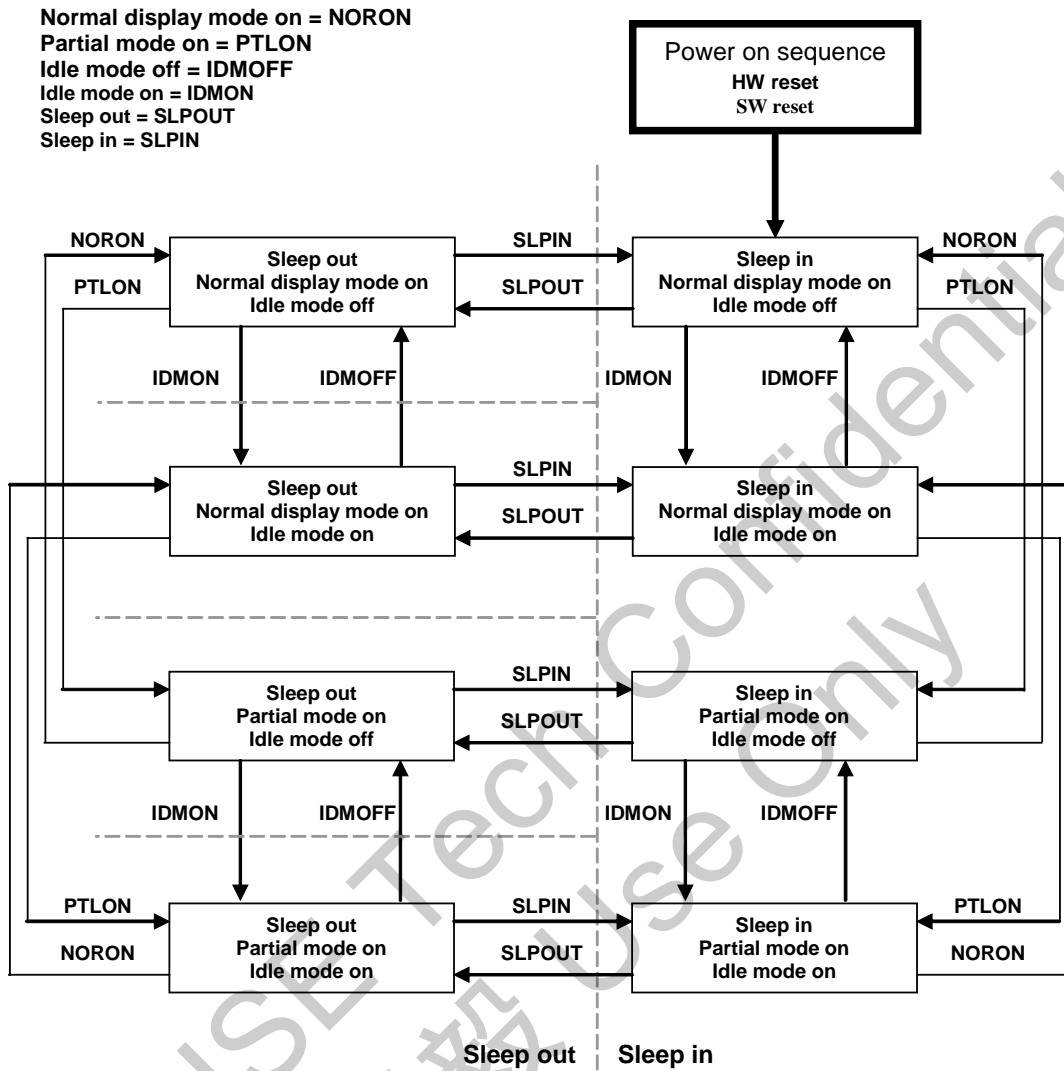 Normal display mode on = NORON
Partial mode on = PTLON
Idle mode off = IDMOFF
Idle mode on = IDMON
Sleep out = SLPOUT
Sleep in = SLPIN
Power on sequence
HW reset
SW reset
NORON
SLPIN
NORON
Sleep out
Normal display mode on
Idle mode off
Sleep in
Normal display mode on
Idle mode off
PTLON
SLPOUT
PTLON
IDMON
IDMOFF
IDMON
IDMOFF
SLPIN
Sleep out
Normal display mode on
Idle mode on
Sleep in
Normal display mode on
Idle mode on
SLPOUT
SLPIN
Sleep out
Partial mode on
Idle mode off
Sleep in
Partial mode on
Idle mode off
SLPOUT
IDMON
IDMOFF
IDMON
IDMOFF
PTLON
SLPIN
PTLON
Sleep out
Partial mode on
Idle mode on
Sleep in
Partial mode on
Idle mode on
NORON
SLPOUT
NORON
Sleep out
Sleep in
Tech Confidential
Use Only